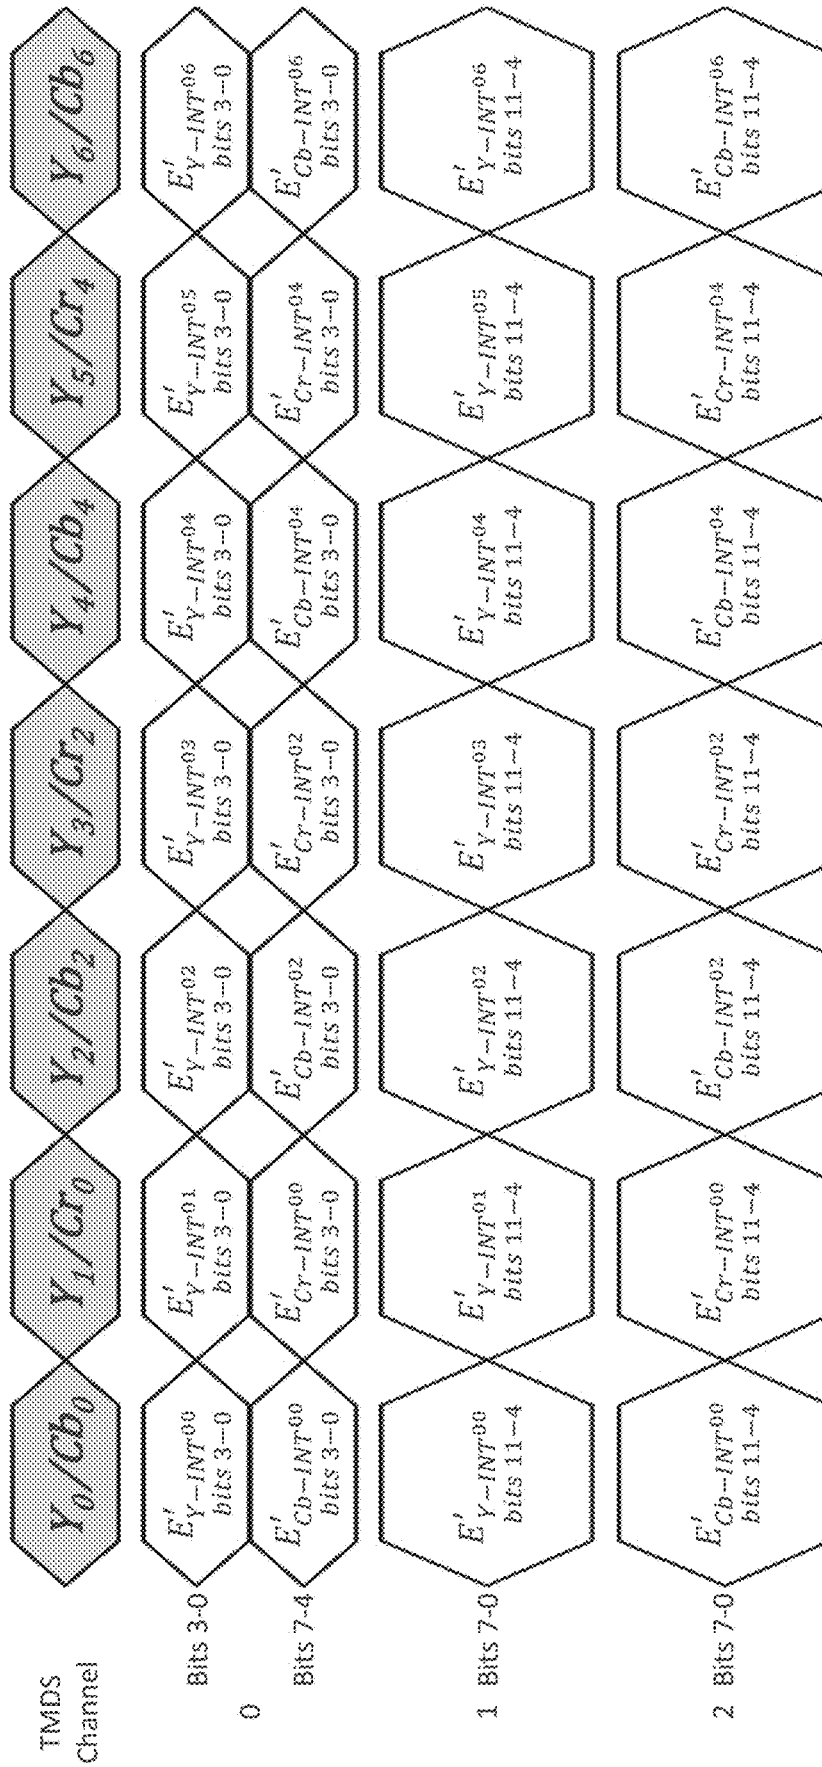 TMDS
Channel
Y0/Cb0 Y1/Cr0 Y2/Cb2 Y3/Cr2 Y4/Cb4 Y5/Cr4 Y6/Cb6
0
Bits 3-0
E'Y−INT00 E'Y−INT01 E'Y−INT02 E'Y−INT03 E'Y−INT04 E'Y−INT05 E'Y−INT06
bits 3−0 bits 3−0 bits 3−0 bits 3−0 bits 3−0 bits 3−0 bits 3−0
Bits 7-4
E'Cb−INT00 E'Cr−INT00 E'Cb−INT02 E'Cr−INT02 E'Cb−INT04 E'Cr−INT04 E'Cb−INT06
bits 3−0 bits 3−0 bits 3−0 bits 3−0 bits 3−0 bits 3−0 bits 3−0
1 Bits 7-0
E'Y−INT00 E'Y−INT01 E'Y−INT02 E'Y−INT03 E'Y−INT04 E'Y−INT05 E'Y−INT06
bits 11−4 bits 11−4 bits 11−4 bits 11−4 bits 11−4 bits 11−4 bits 11−4
2 Bits 7-0
E'Cb−INT00 E'Cr−INT00 E'Cb−INT02 E'Cr−INT02 E'Cb−INT04 E'Cr−INT04 E'Cb−INT06
bits 11−4 bits 11−4 bits 11−4 bits 11−4 bits 11−4 bits 11−4 bits 11−4